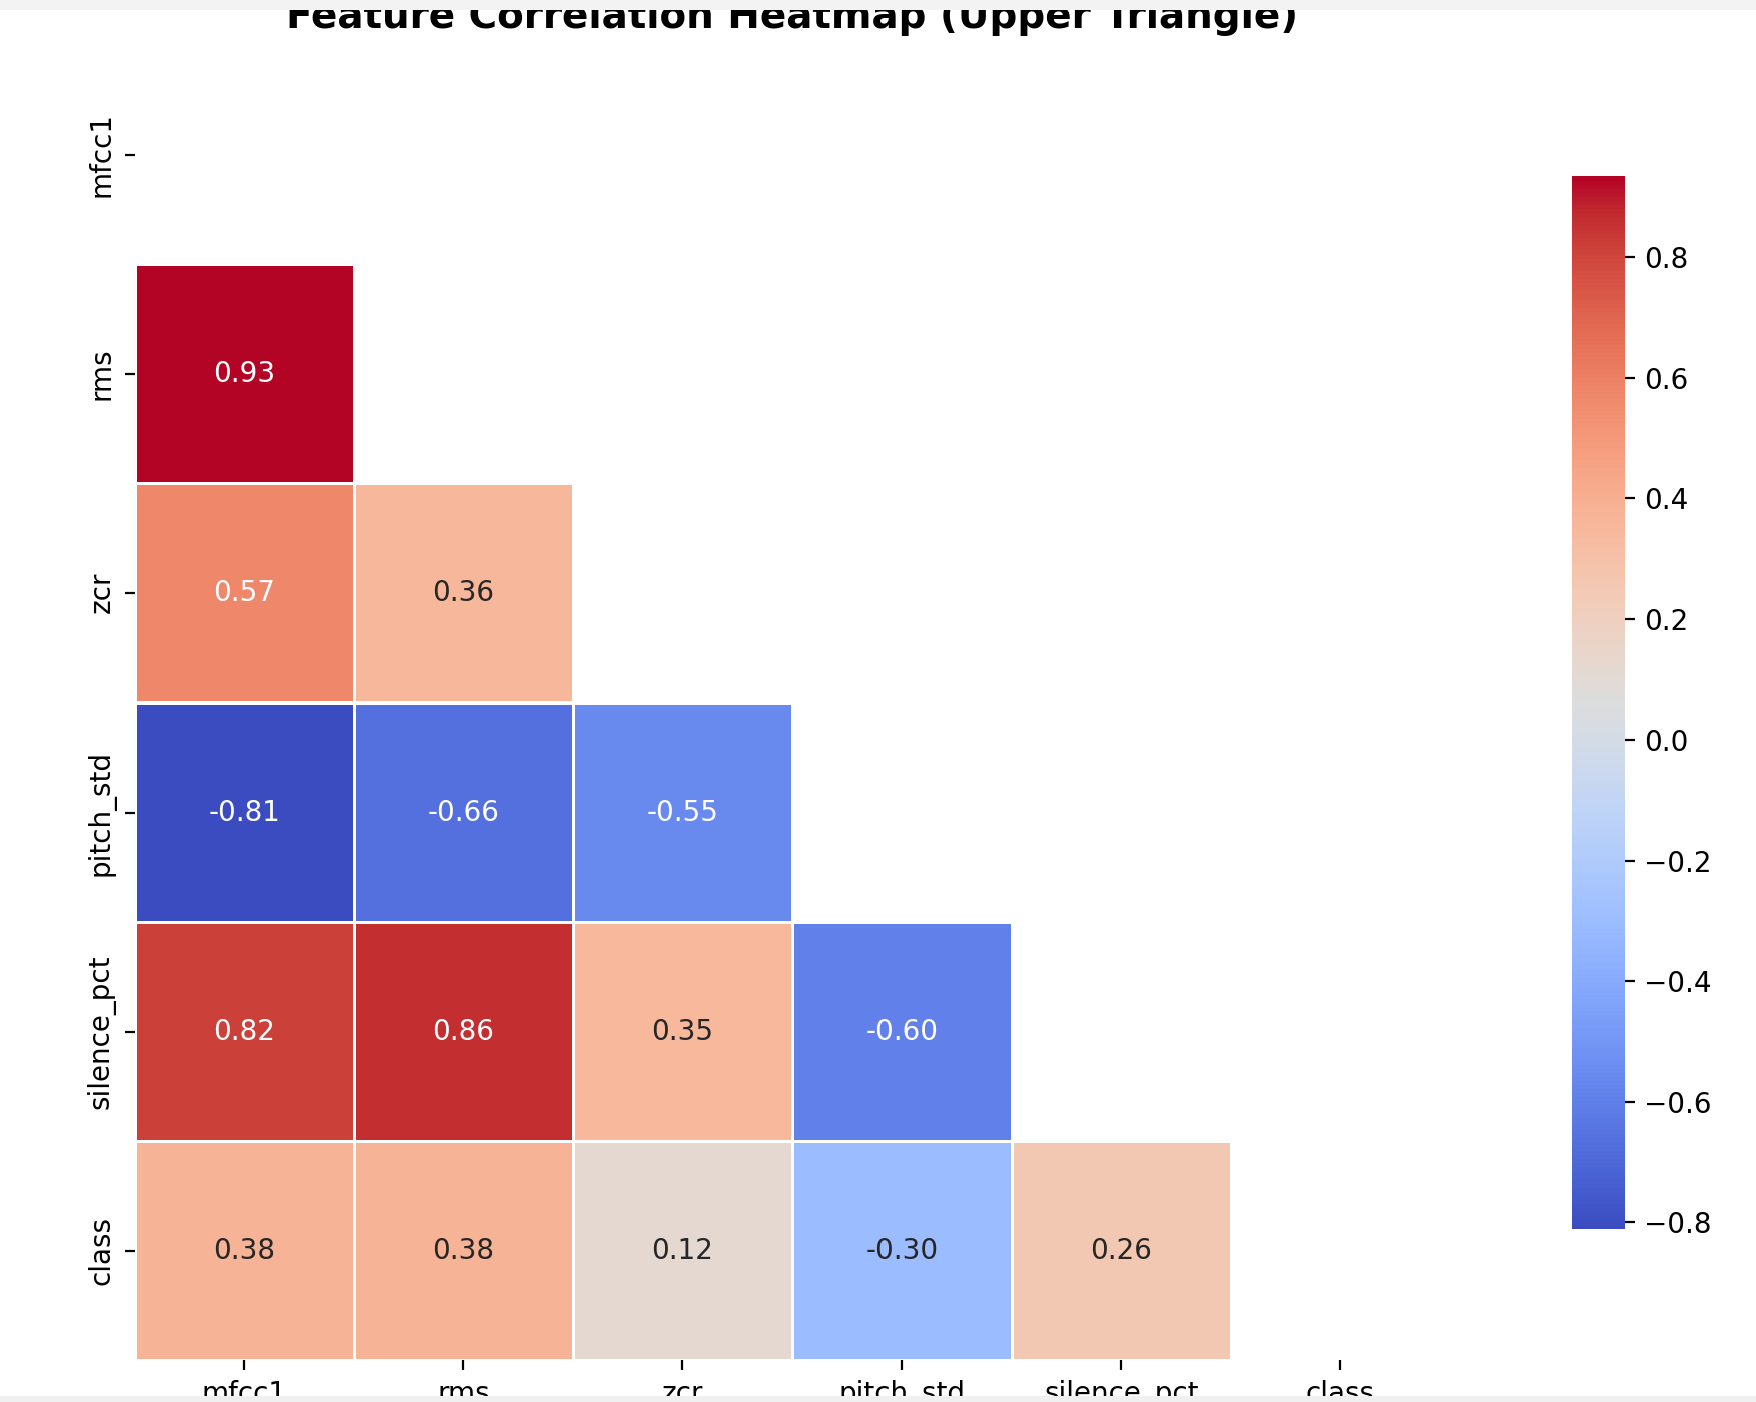 Feature Correlation Heatmap (Upper Triangle)
mfcc1
rms
zcr
pitch_std
silence_pct
class
0.93
0.57 0.36
-0.81 -0.66 -0.55
0.82 0.86 0.35 -0.60
0.38 0.38 0.12 -0.30 0.26
mfcc1 rms zcr pitch_std silence_pct class
0.8
0.6
0.4
0.2
0.0
−0.2
−0.4
−0.6
−0.8